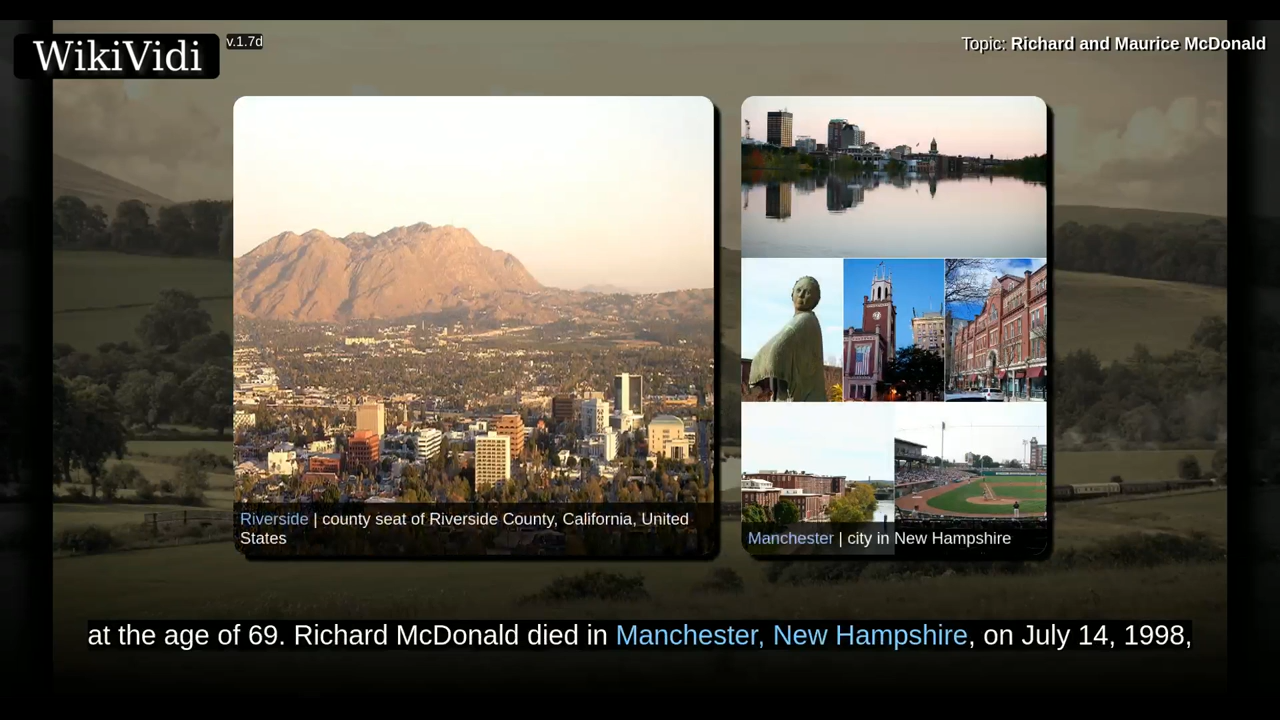 WikiVidi
v.1.7d
Topic: Richard and Maurice McDonald
Riverside | county seat of Riverside County, California, United
States
Manchester | city in New Hampshire
at the age of 69. Richard McDonald died in Manchester, New Hampshire, on July 14, 1998,